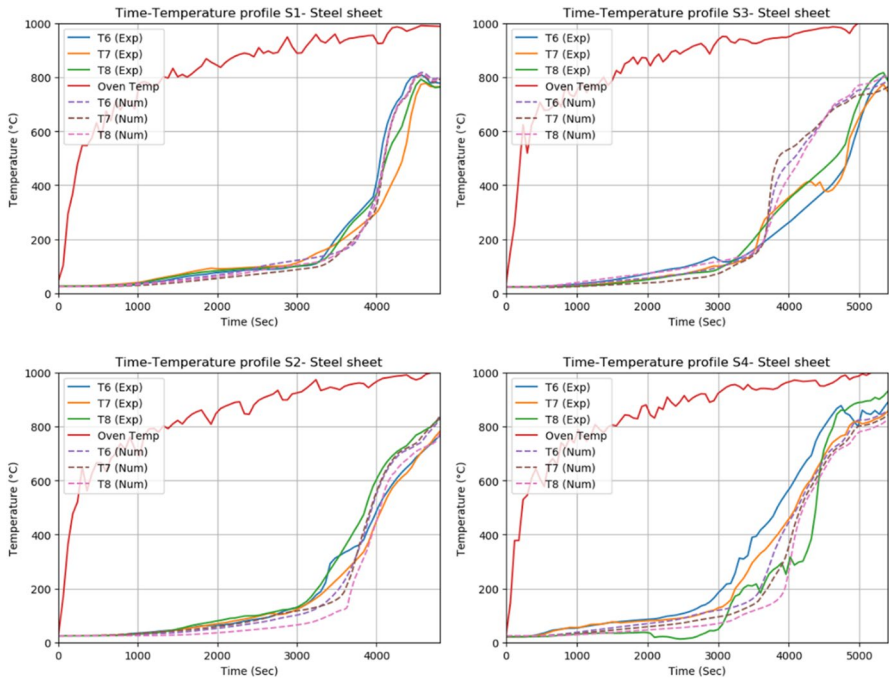 Time-Temperature profile S1- Steel sheet
1000
800
600
400
200
0
Temperature (°C)
T6 (Exp)
T7 (Exp)
T8 (Exp)
Oven Temp
T6 (Num)
T7 (Num)
T8 (Num)
0 1000 2000 3000 4000
Time (Sec)
Time-Temperature profile S3- Steel sheet
1000
800
600
400
200
0
Temperature (°C)
T6 (Exp)
T7 (Exp)
T8 (Exp)
Oven Temp
T6 (Num)
T7 (Num)
T8 (Num)
0 1000 2000 3000 4000 5000
Time (Sec)
Time-Temperature profile S2- Steel sheet
1000
800
600
400
200
0
Temperature (°C)
T6 (Exp)
T7 (Exp)
T8 (Exp)
Oven Temp
T6 (Num)
T7 (Num)
T8 (Num)
0 1000 2000 3000 4000
Time (Sec)
Time-Temperature profile S4- Steel sheet
1000
800
600
400
200
0
Temperature (°C)
T6 (Exp)
T7 (Exp)
T8 (Exp)
Oven Temp
T6 (Num)
T7 (Num)
T8 (Num)
0 1000 2000 3000 4000 5000
Time (Sec)